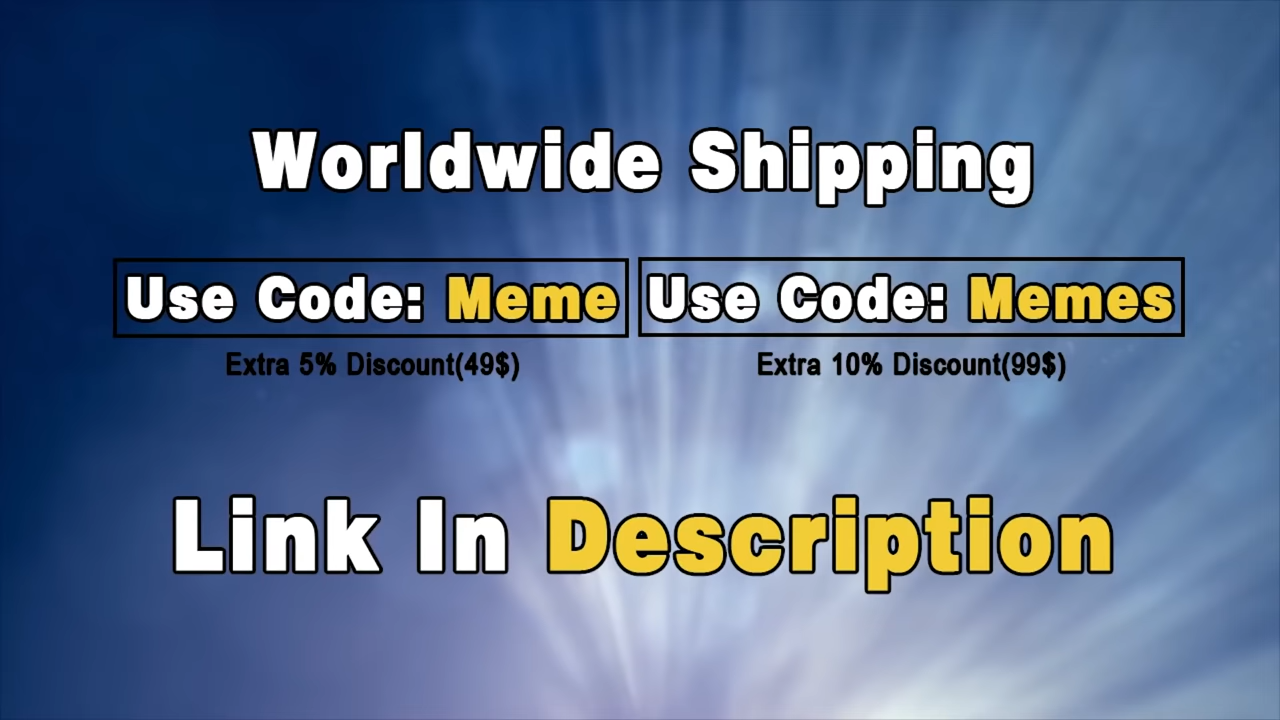 Worldwide Shipping
Use Code: Meme Use Code: Memes
Extra 5% Discount(49$) Extra 10% Discount(99$)
Link In Description